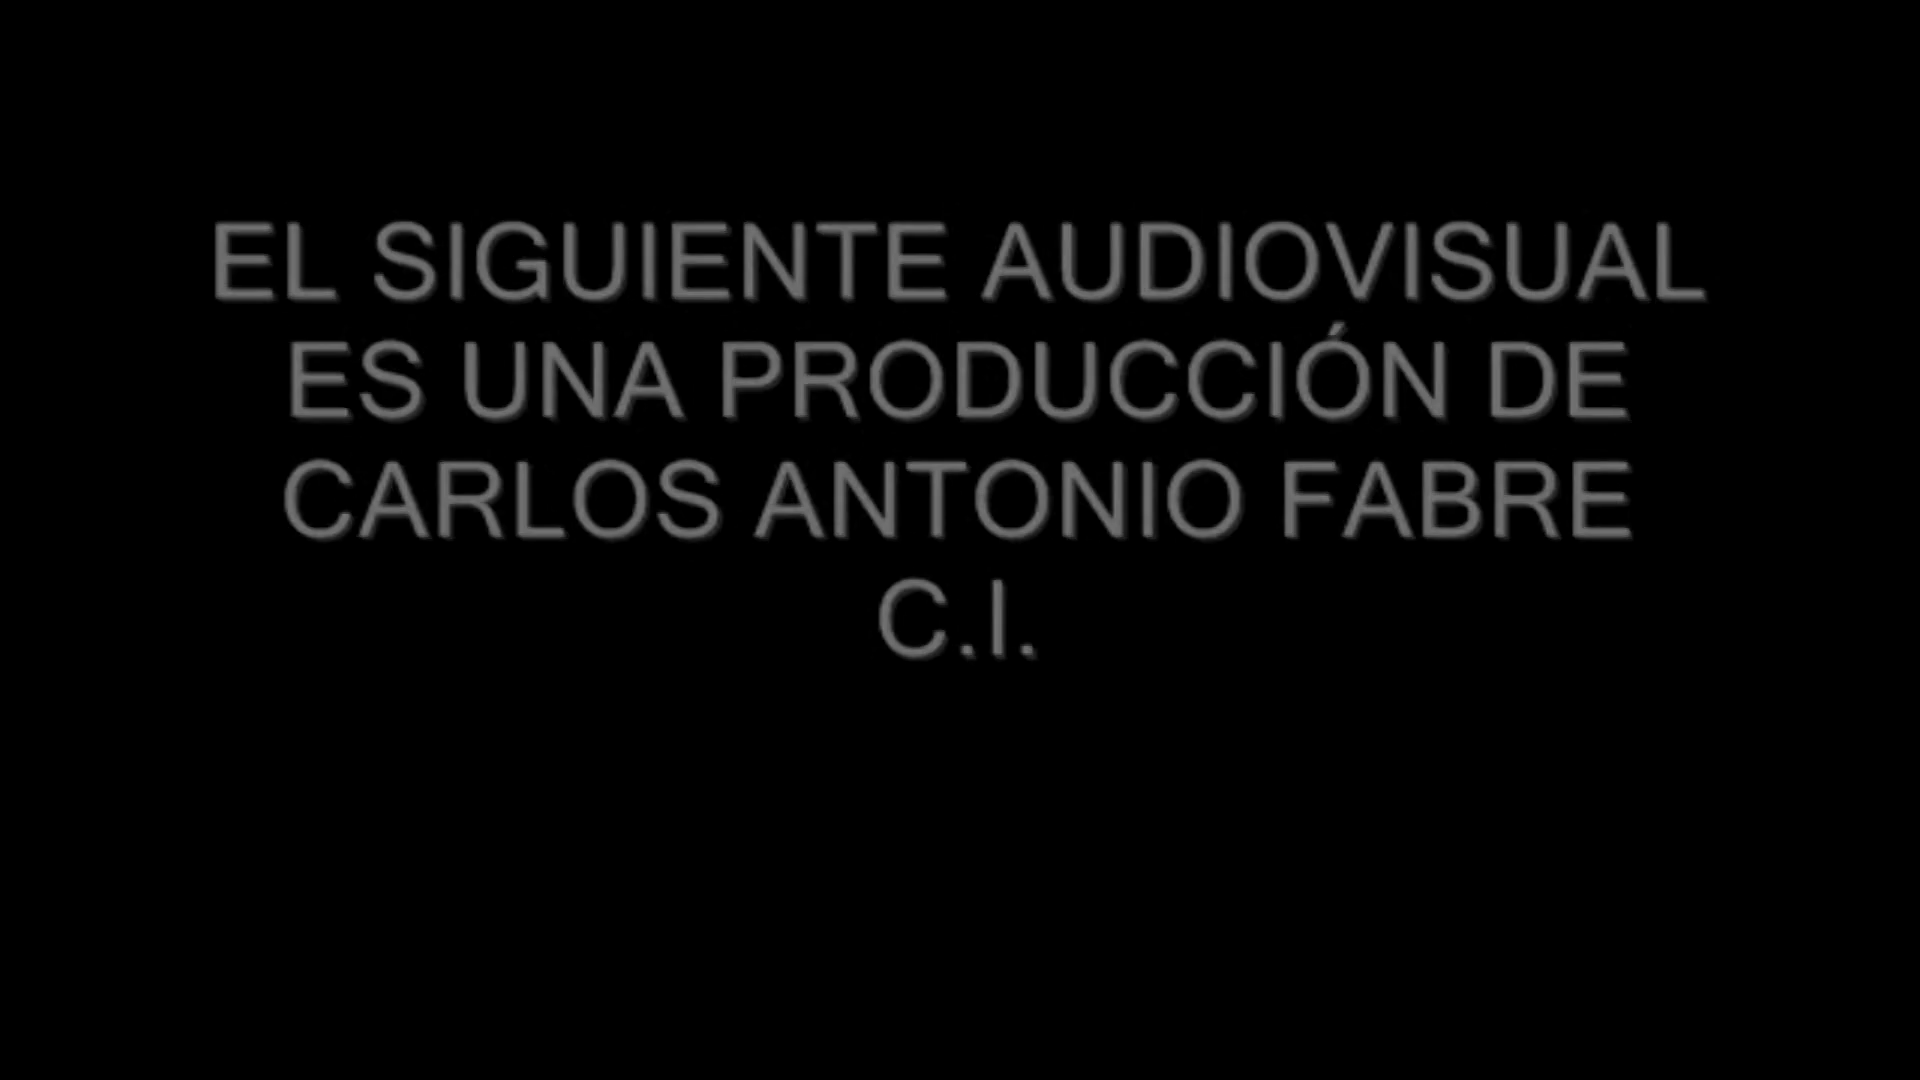 EL SIGUIENTE AUDIOVISUAL
ES UNA PRODUCCIÓN DE
CARLOS ANTONIO FABRE
C.I.